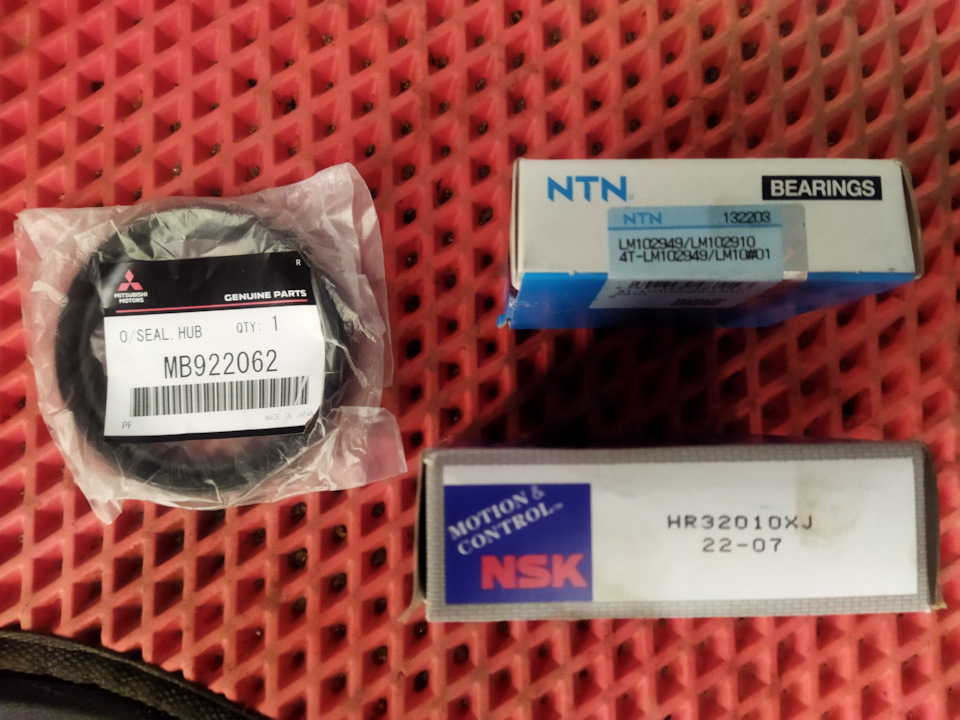 R
MITSUBISHI
MOTORS
GENUINE PARTS
O/SEAL,HUB QTY: 1
MB922062
MADE IN JAPAN
PF
NTN
BEARINGS
NTN 132203
LM102949/LM102910
4T-LM102949/LM10#01
MOTION &
CONTROL™
NSK
HR32010XJ
22-07